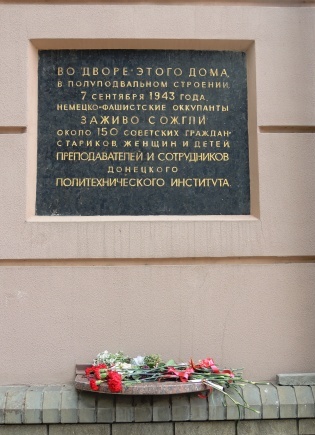 ВО ДВОРЕ ЭТОГО ДОМА,
В ПОЛУПОДВАЛЬНОМ СТРОЕНИИ,
7 СЕНТЯБРЯ 1943 ГОДА,
НЕМЕЦКО-ФАШИСТСКИЕ ОККУПАНТЫ
ЗАЖИВО СОЖГЛИ
ОКОЛО 150 СОВЕТСКИХ ГРАЖДАН-
СТАРИКОВ, ЖЕНЩИН И ДЕТЕЙ,
ПРЕПОДАВАТЕЛЕЙ И СОТРУДНИКОВ
ДОНЕЦКОГО
ПОЛИТЕХНИЧЕСКОГО ИНСТИТУТА.